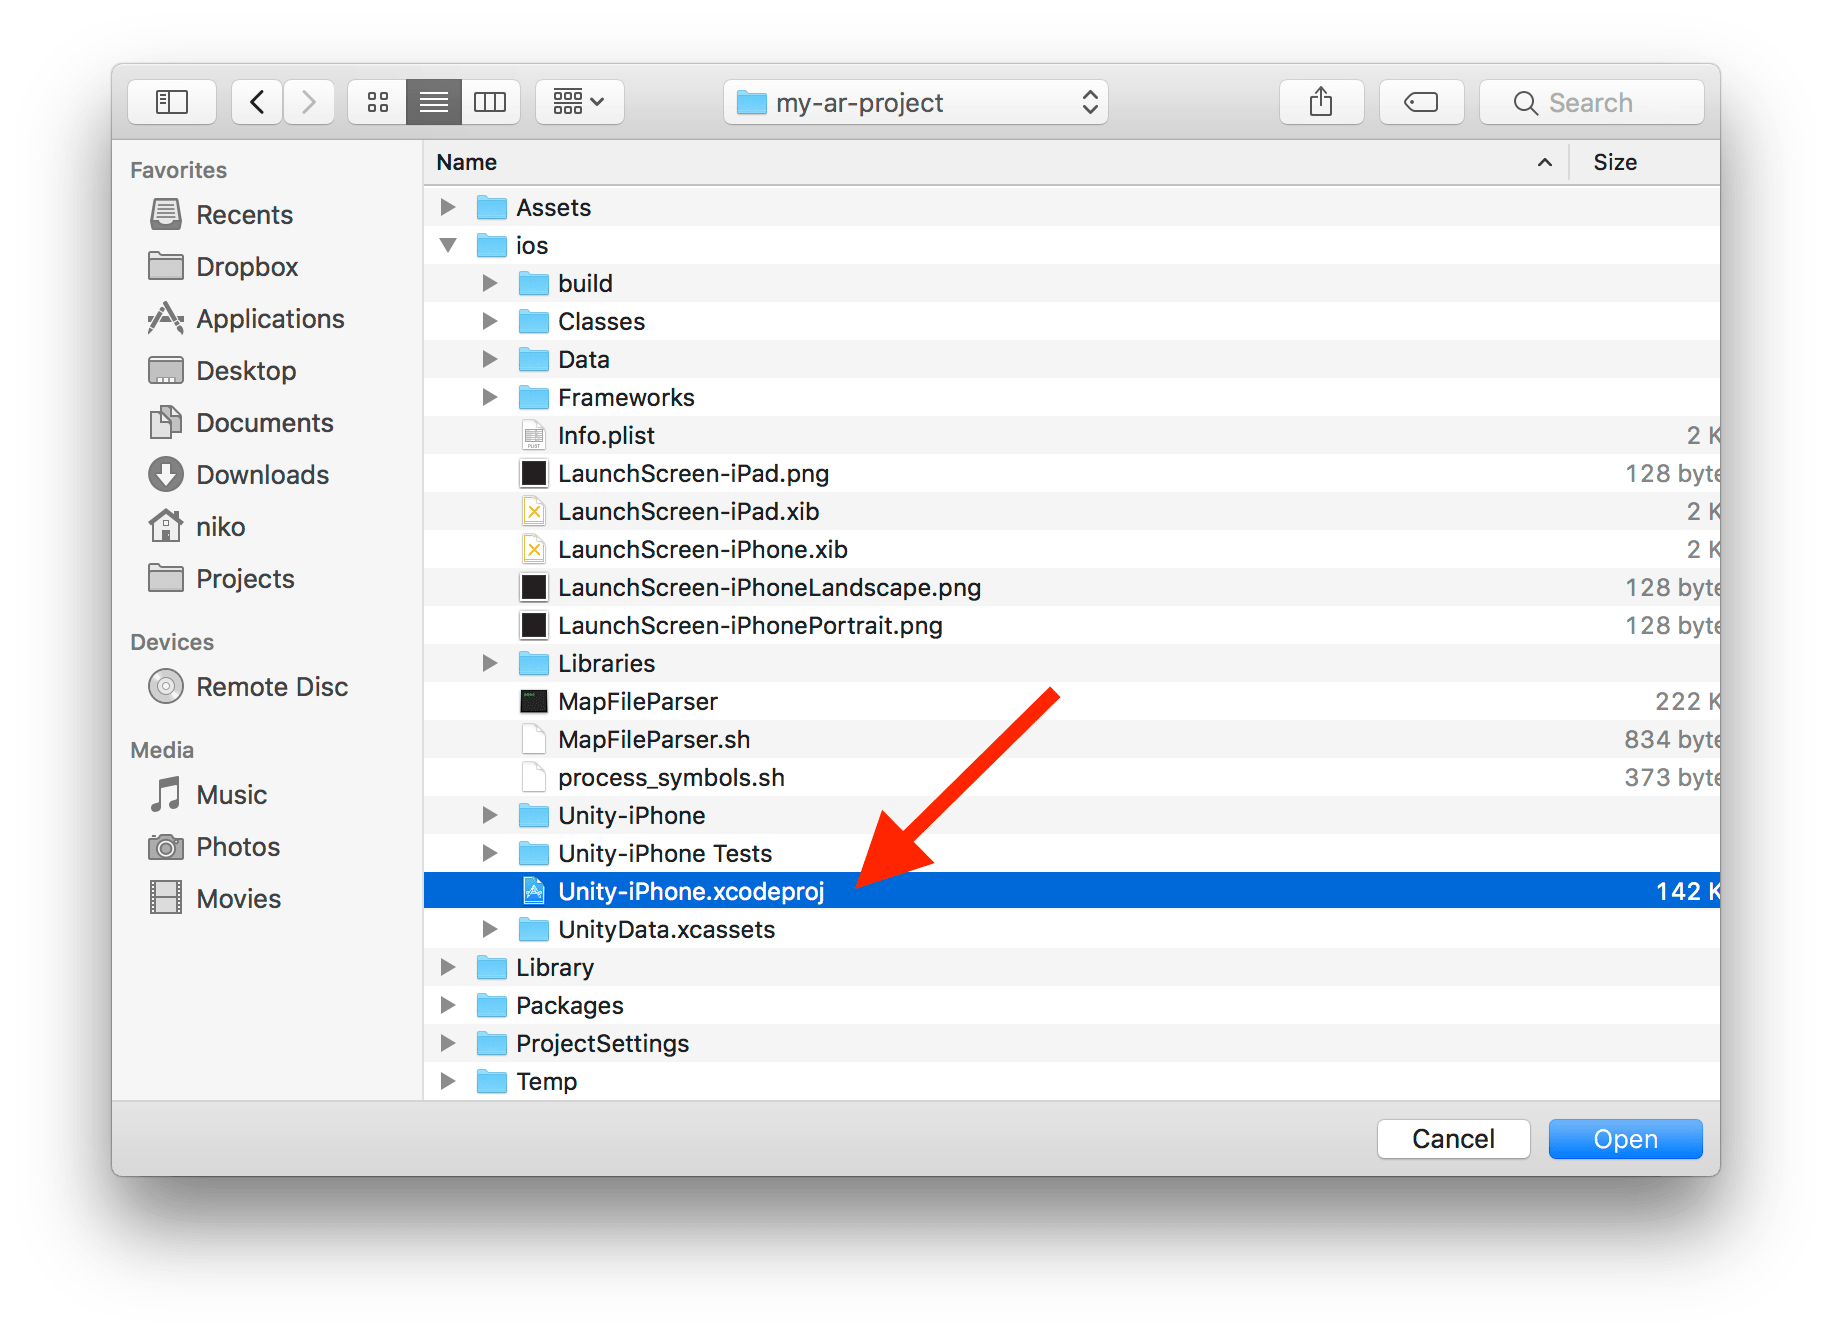 my-ar-project
Search
Favorites
Recents
Dropbox
Applications
Desktop
Documents
Downloads
niko
Projects
Devices
Remote Disc
Media
Music
Photos
Movies
Name Size
Assets
ios
build
Classes
Data
Frameworks
Info.plist 2 K
LaunchScreen-iPad.png 128 byte
LaunchScreen-iPad.xib 2 K
LaunchScreen-iPhone.xib 2 K
LaunchScreen-iPhoneLandscape.png 128 byte
LaunchScreen-iPhonePortrait.png 128 byte
Libraries
MapFileParser 222 K
MapFileParser.sh 834 byte
process_symbols.sh 373 byte
Unity-iPhone
Unity-iPhone Tests
Unity-iPhone.xcodeproj 142 K
UnityData.xcassets
Library
Packages
ProjectSettings
Temp
Cancel Open